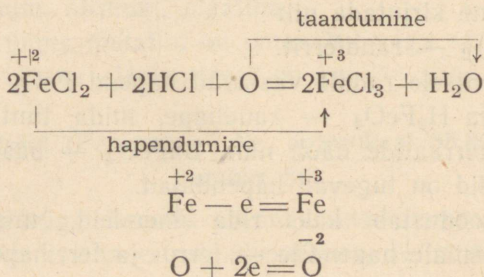 taandumine
+2 +3
2FeCl₂ + 2HCl + O = 2FeCl₃ + H₂O
hapendumine
+2 +3
Fe — e = Fe
−2
O + 2e = O